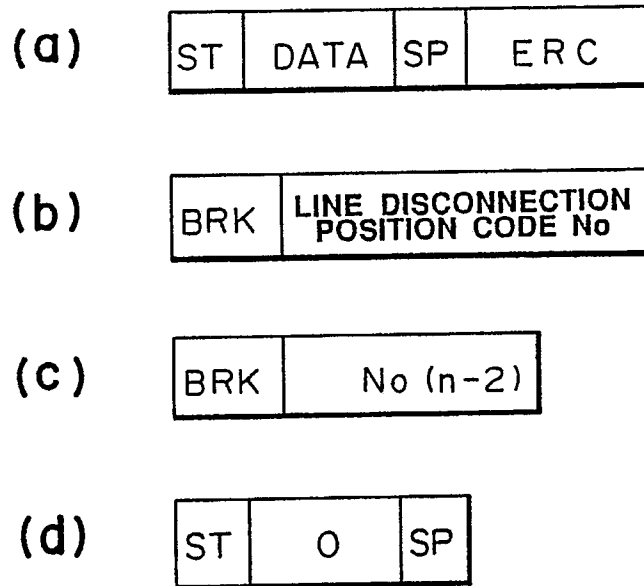 (a) ST DATA SP ERC
(b) BRK LINE DISCONNECTION
POSITION CODE No
(c) BRK No (n-2)
(d) ST 0 SP